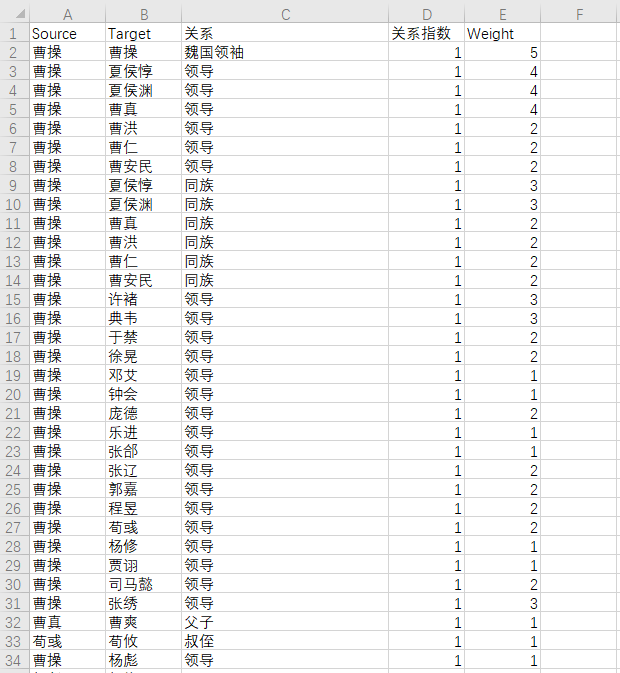 A B C D E F
1 Source Target 关系 关系指数 Weight
2 曹操 曹操 魏国领袖 1 5
3 曹操 夏侯惇 领导 1 4
4 曹操 夏侯渊 领导 1 4
5 曹操 曹真 领导 1 4
6 曹操 曹洪 领导 1 2
7 曹操 曹仁 领导 1 2
8 曹操 曹安民 领导 1 2
9 曹操 夏侯惇 同族 1 3
10 曹操 夏侯渊 同族 1 3
11 曹操 曹真 同族 1 2
12 曹操 曹洪 同族 1 2
13 曹操 曹仁 同族 1 2
14 曹操 曹安民 同族 1 2
15 曹操 许褚 领导 1 3
16 曹操 典韦 领导 1 3
17 曹操 于禁 领导 1 2
18 曹操 徐晃 领导 1 2
19 曹操 邓艾 领导 1 1
20 曹操 钟会 领导 1 1
21 曹操 庞德 领导 1 2
22 曹操 乐进 领导 1 1
23 曹操 张郃 领导 1 1
24 曹操 张辽 领导 1 2
25 曹操 郭嘉 领导 1 2
26 曹操 程昱 领导 1 2
27 曹操 荀彧 领导 1 2
28 曹操 杨修 领导 1 1
29 曹操 贾诩 领导 1 1
30 曹操 司马懿 领导 1 2
31 曹操 张绣 领导 1 3
32 曹真 曹爽 父子 1 1
33 荀彧 荀攸 叔侄 1 1
34 曹操 杨彪 领导 1 1